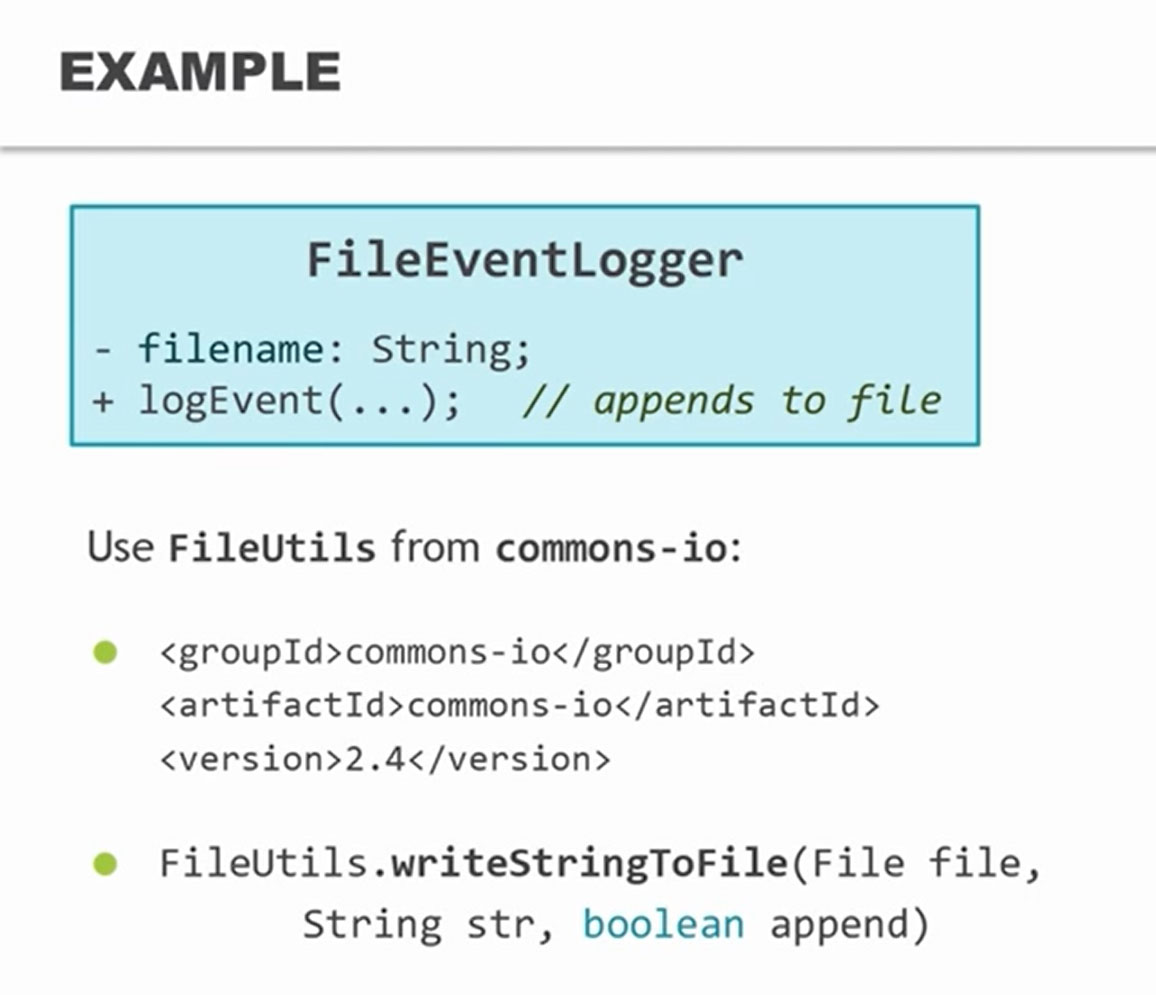 EXAMPLE
FileEventLogger
- filename: String;
+ logEvent(...); // appends to file
Use FileUtils from commons-io:
<groupId>commons-io</groupId>
<artifactId>commons-io</artifactId>
<version>2.4</version>
FileUtils.writeStringToFile(File file,
String str, boolean append)